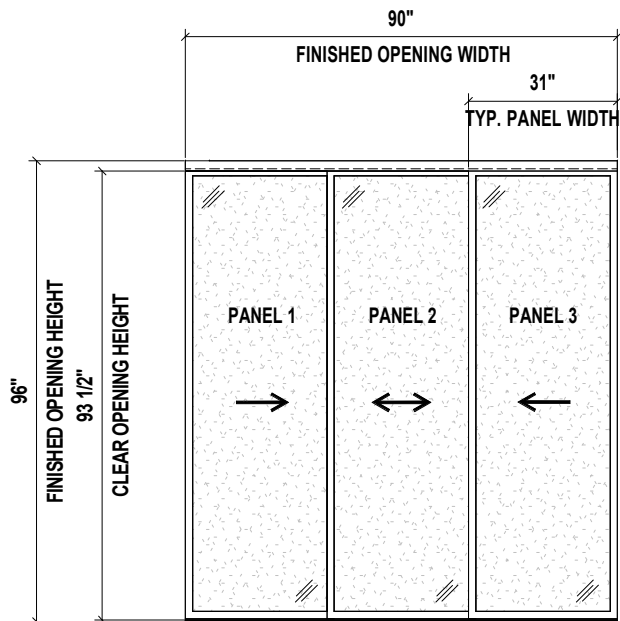 90"
FINISHED OPENING WIDTH
31"
TYP. PANEL WIDTH
96"
FINISHED OPENING HEIGHT
93 1/2"
CLEAR OPENING HEIGHT
PANEL 1
PANEL 2
PANEL 3